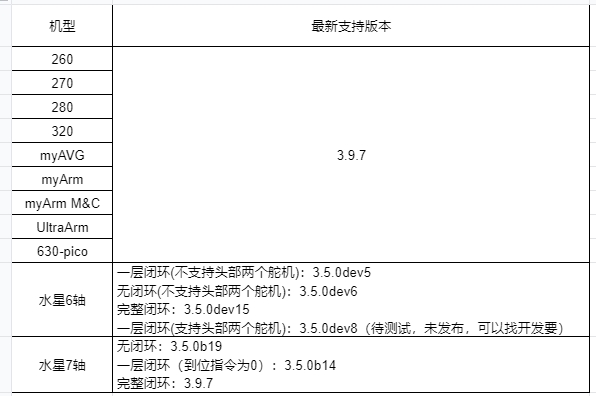 机型 最新支持版本
260
270
280
320
myAVG 3.9.7
myArm
myArm M&C
UltraArm
630-pico
一层闭环(不支持头部两个舵机)：3.5.0dev5
无闭环(不支持头部两个舵机)：3.5.0dev6
水星6轴
完整闭环：3.5.0dev15
一层闭环(支持头部两个舵机)：3.5.0dev8（待测试，未发布，可以找开发要）
无闭环：3.5.0b19
水星7轴 一层闭环（到位指令为0）：3.5.0b14
完整闭环：3.9.7